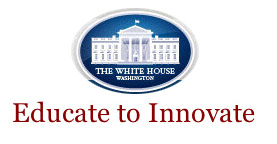 THE WHITE HOUSE
WASHINGTON
Educate to Innovate